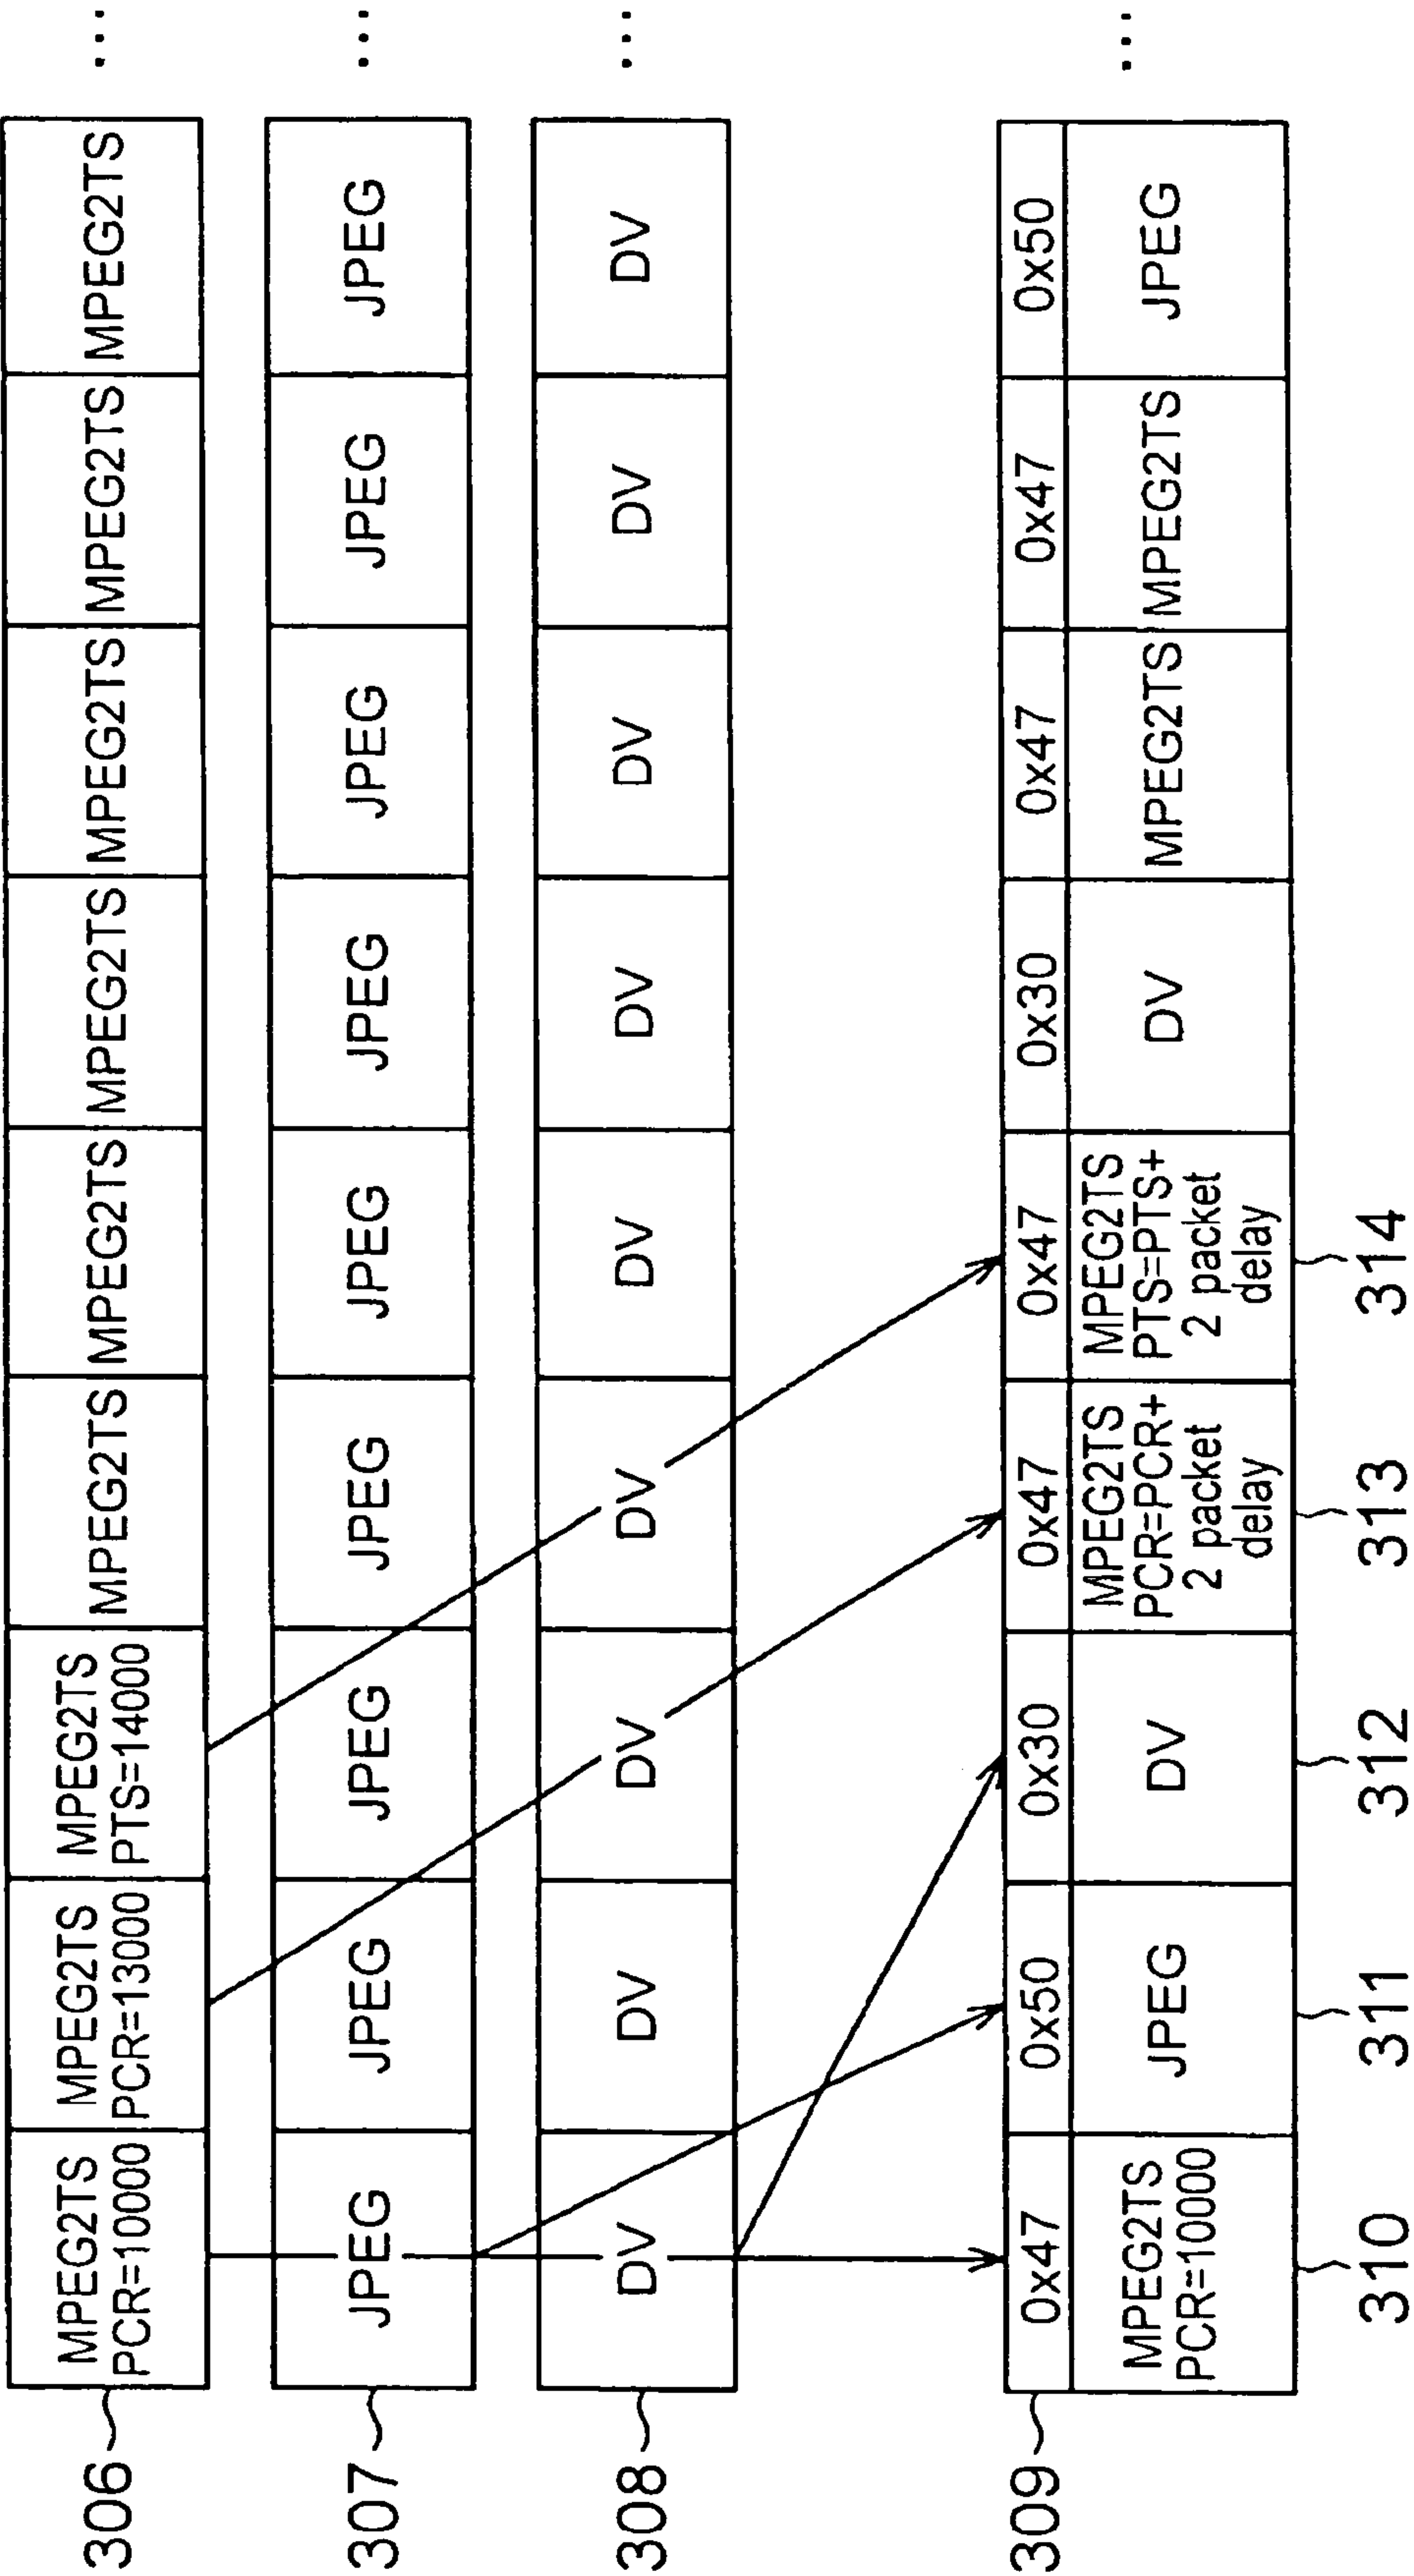 306
MPEG2TS
PCR=10000
MPEG2TS
PCR=13000
MPEG2TS
PTS=14000
MPEG2TS
MPEG2TS
MPEG2TS
MPEG2TS
MPEG2TS
MPEG2TS
...
307
JPEG
JPEG
JPEG
JPEG
JPEG
JPEG
JPEG
JPEG
JPEG
...
308
DV
DV
DV
DV
DV
DV
DV
DV
DV
...
309
0x47
0x50
0x30
0x47
0x47
0x30
0x47
0x47
0x50
MPEG2TS
PCR=10000
JPEG
DV
MPEG2TS
PCR=PCR+
2 packet
delay
MPEG2TS
PTS=PTS+
2 packet
delay
DV
MPEG2TS
MPEG2TS
JPEG
...
310
311
312
313
314